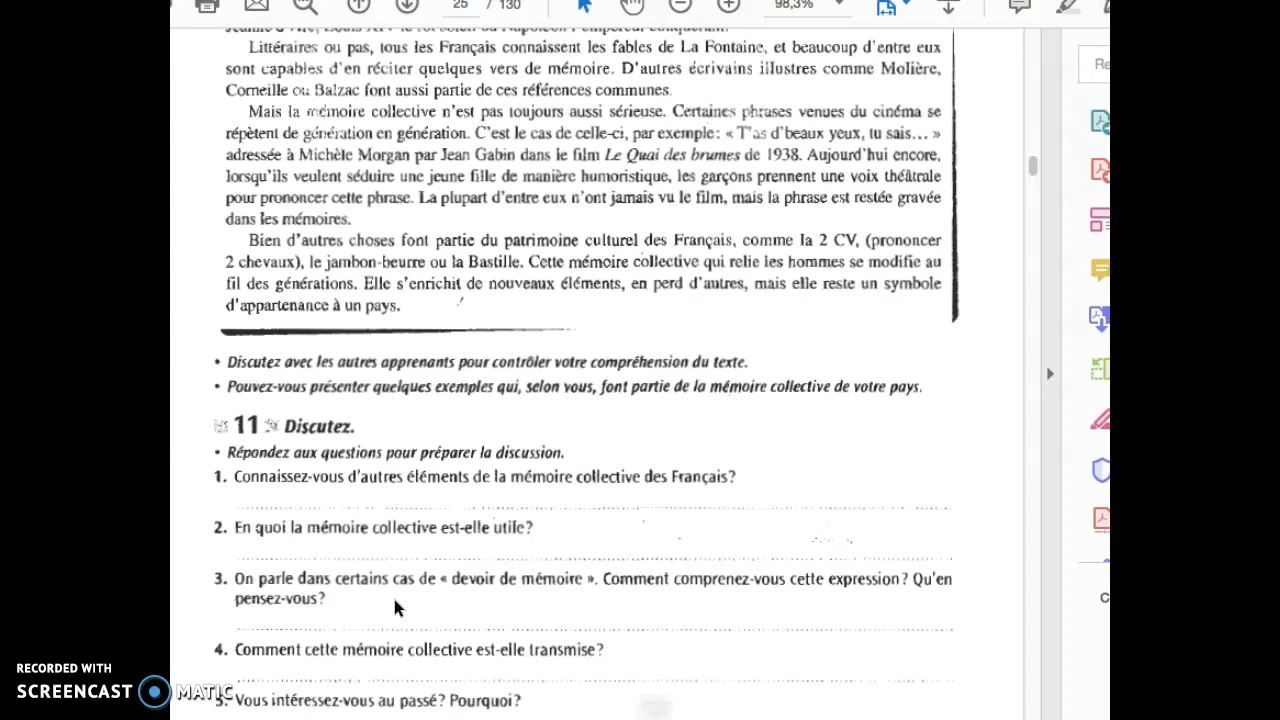 25 / 130
98,3%
Littéraires ou pas, tous les Français connaissent les fables de La Fontaine, et beaucoup d'entre eux
sont capables d'en réciter quelques vers de mémoire. D'autres écrivains illustres comme Molière,
Corneille ou Balzac font aussi partie de ces références communes.
Mais la mémoire collective n'est pas toujours aussi sérieuse. Certaines phrases venues du cinéma se
répètent de génération en génération. C'est le cas de celle-ci, par exemple : « T'as d'beaux yeux, tu sais... »
adressée à Michèle Morgan par Jean Gabin dans le film Le Quai des brumes de 1938. Aujourd'hui encore,
lorsqu'ils veulent séduire une jeune fille de manière humoristique, les garçons prennent une voix théâtrale
pour prononcer cette phrase. La plupart d'entre eux n'ont jamais vu le film, mais la phrase est restée gravée
dans les mémoires.
Bien d'autres choses font partie du patrimoine culturel des Français, comme la 2 CV, (prononcer
2 chevaux), le jambon-beurre ou la Bastille. Cette mémoire collective qui relie les hommes se modifie au
fil des générations. Elle s'enrichit de nouveaux éléments, en perd d'autres, mais elle reste un symbole
d'appartenance à un pays.
• Discutez avec les autres apprenants pour contrôler votre compréhension du texte.
• Pouvez-vous présenter quelques exemples qui, selon vous, font partie de la mémoire collective de votre pays.
11 Discutez.
• Répondez aux questions pour préparer la discussion.
1. Connaissez-vous d'autres éléments de la mémoire collective des Français?
2. En quoi la mémoire collective est-elle utile?
3. On parle dans certains cas de « devoir de mémoire ». Comment comprenez-vous cette expression? Qu'en
pensez-vous?
4. Comment cette mémoire collective est-elle transmise?
5. Vous intéressez-vous au passé? Pourquoi?
Re
C
RECORDED WITH
SCREENCAST MATIC